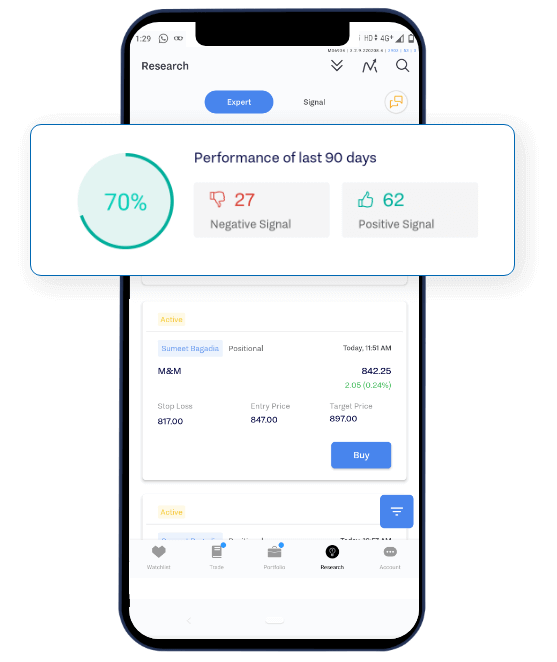 1:29
HD 4G+
Research
Expert Signal
Performance of last 90 days
70%
27 62
Negative Signal Positive Signal
Active
Sumeet Bagadia Positional Today, 11:51 AM
M&M 842.25
2.05 (0.24%)
Stop Loss Entry Price Target Price
817.00 847.00 897.00
Buy
Active
Watchlist Trade Portfolio Research Account